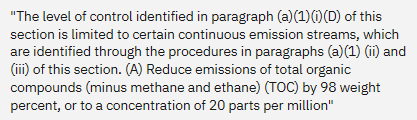 "The level of control identified in paragraph (a)(1)(i)(D) of this
section is limited to certain continuous emission streams, which
are identified through the procedures in paragraphs (a)(1) (ii) and
(iii) of this section. (A) Reduce emissions of total organic
compounds (minus methane and ethane) (TOC) by 98 weight
percent, or to a concentration of 20 parts per million"